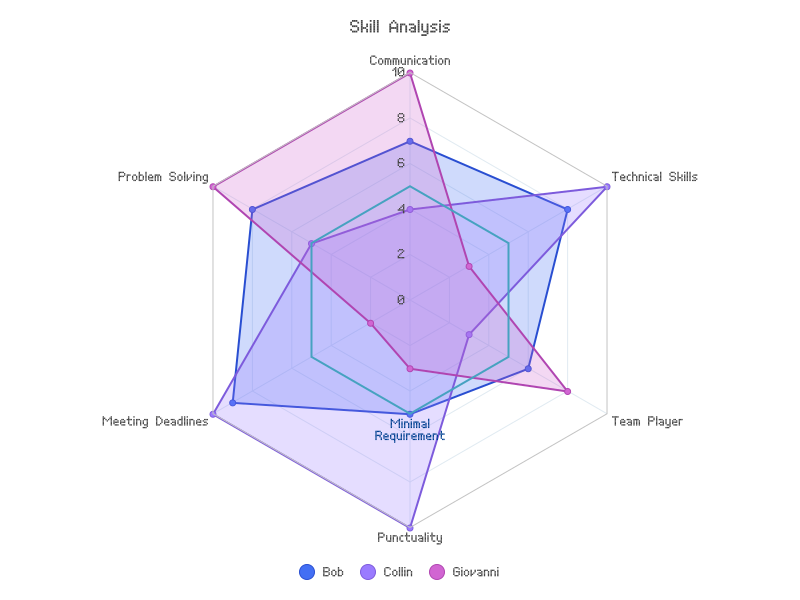 Skill Analysis
Communication
10
8
Problem Solving
Technical Skills
6
4
2
0
Meeting Deadlines
Team Player
Minimal
Requirement
Punctuality
Bob
Collin
Giovanni